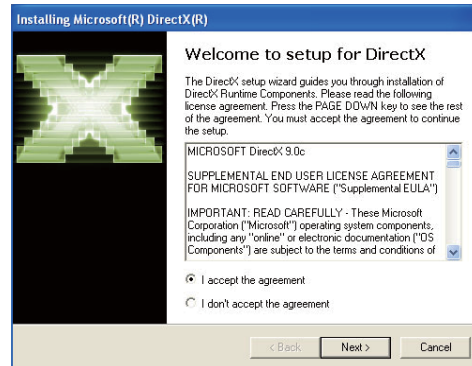 Installing Microsoft(R) DirectX(R)
Welcome to setup for DirectX
The DirectX setup wizard guides you through installation of
DirectX Runtime Components. Please read the following
license agreement. Press the PAGE DOWN key to see the rest
of the agreement. You must accept the agreement to continue
the setup.
MICROSOFT DirectX 9.0c
SUPPLEMENTAL END USER LICENSE AGREEMENT
FOR MICROSOFT SOFTWARE ("Supplemental EULA")
IMPORTANT: READ CAREFULLY - These Microsoft
Corporation ("Microsoft") operating system components,
including any "online" or electronic documentation ("OS
Components") are subject to the terms and conditions of
I accept the agreement
I don't accept the agreement
< Back
Next >
Cancel